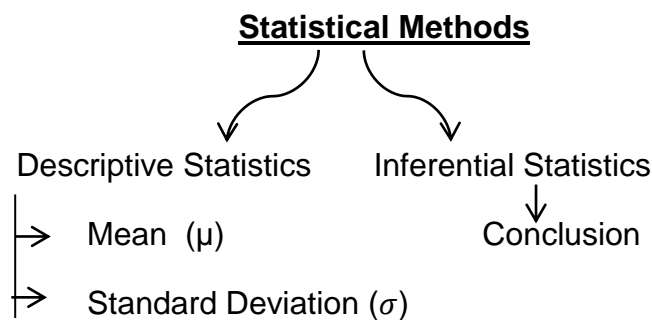 Statistical Methods
Descriptive Statistics
Inferential Statistics
Mean (µ)
Conclusion
Standard Deviation (𝜎)